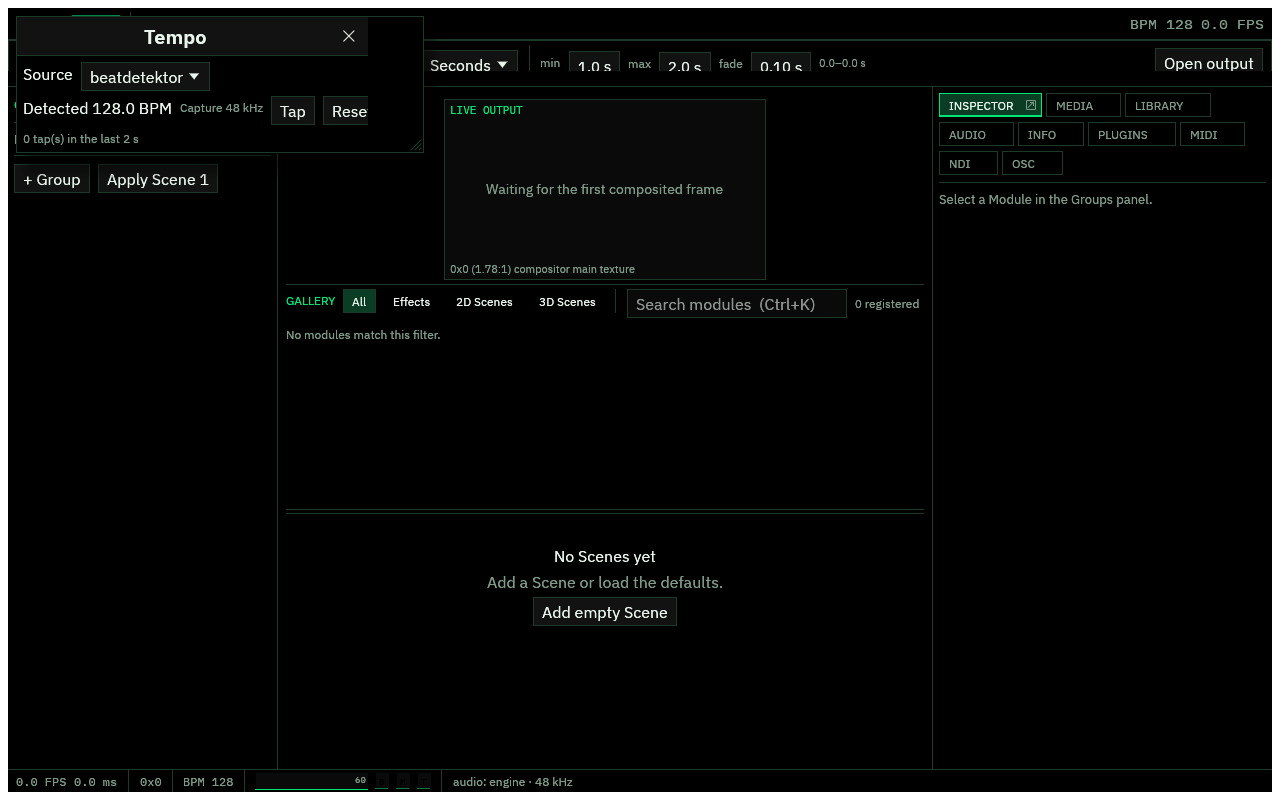 BPM 128 0.0 FPS
Tempo
Source beatdetektor
Detected 128.0 BPM Capture 48 kHz Tap Rese
0 tap(s) in the last 2 s
Seconds min 1.0 s max 2.0 s fade 0.10 s 0.0–0.0 s Open output
+ Group Apply Scene 1
LIVE OUTPUT
Waiting for the first composited frame
0x0 (1.78:1) compositor main texture
GALLERY All Effects 2D Scenes 3D Scenes Search modules (Ctrl+K) 0 registered
No modules match this filter.
No Scenes yet
Add a Scene or load the defaults.
Add empty Scene
INSPECTOR MEDIA LIBRARY
AUDIO INFO PLUGINS MIDI
NDI OSC
Select a Module in the Groups panel.
0.0 FPS 0.0 ms 0x0 BPM 128 60 audio: engine · 48 kHz